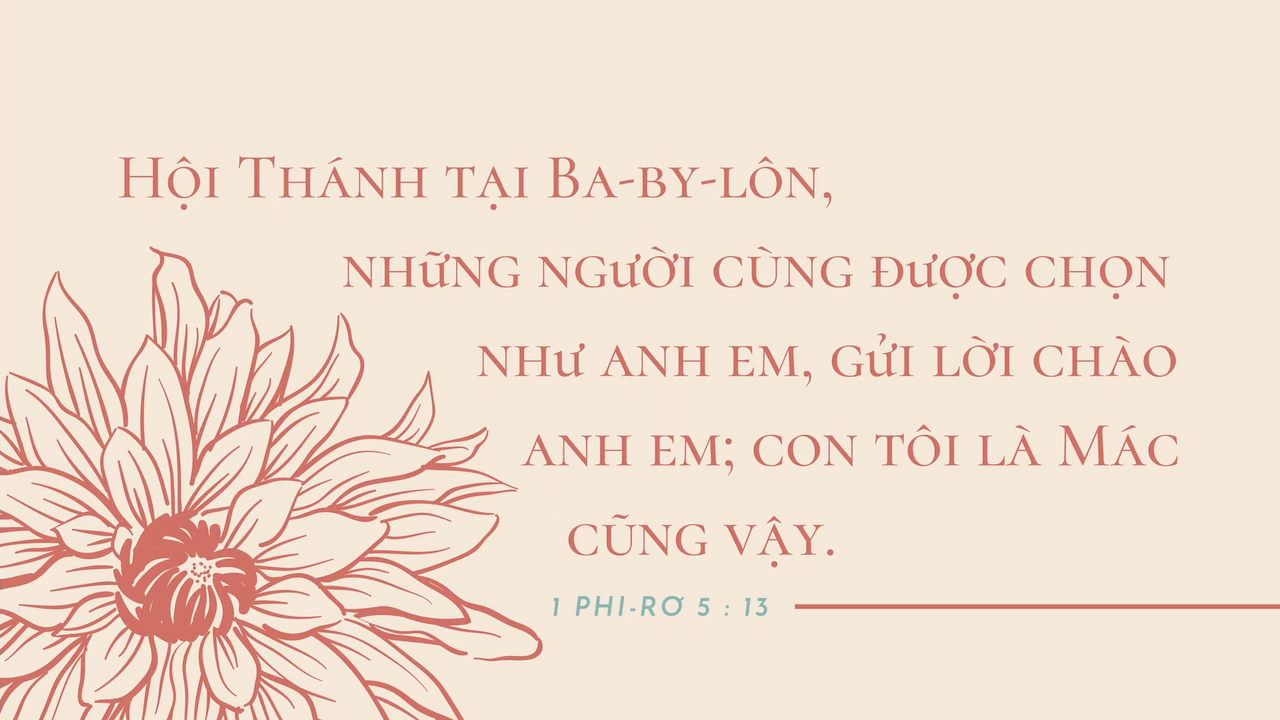 Hội Thánh tại Ba-by-lôn,
những người cùng được chọn
như anh em, gửi lời chào
anh em; con tôi là Mác
cũng vậy.
1 PHI-RƠ 5 : 13